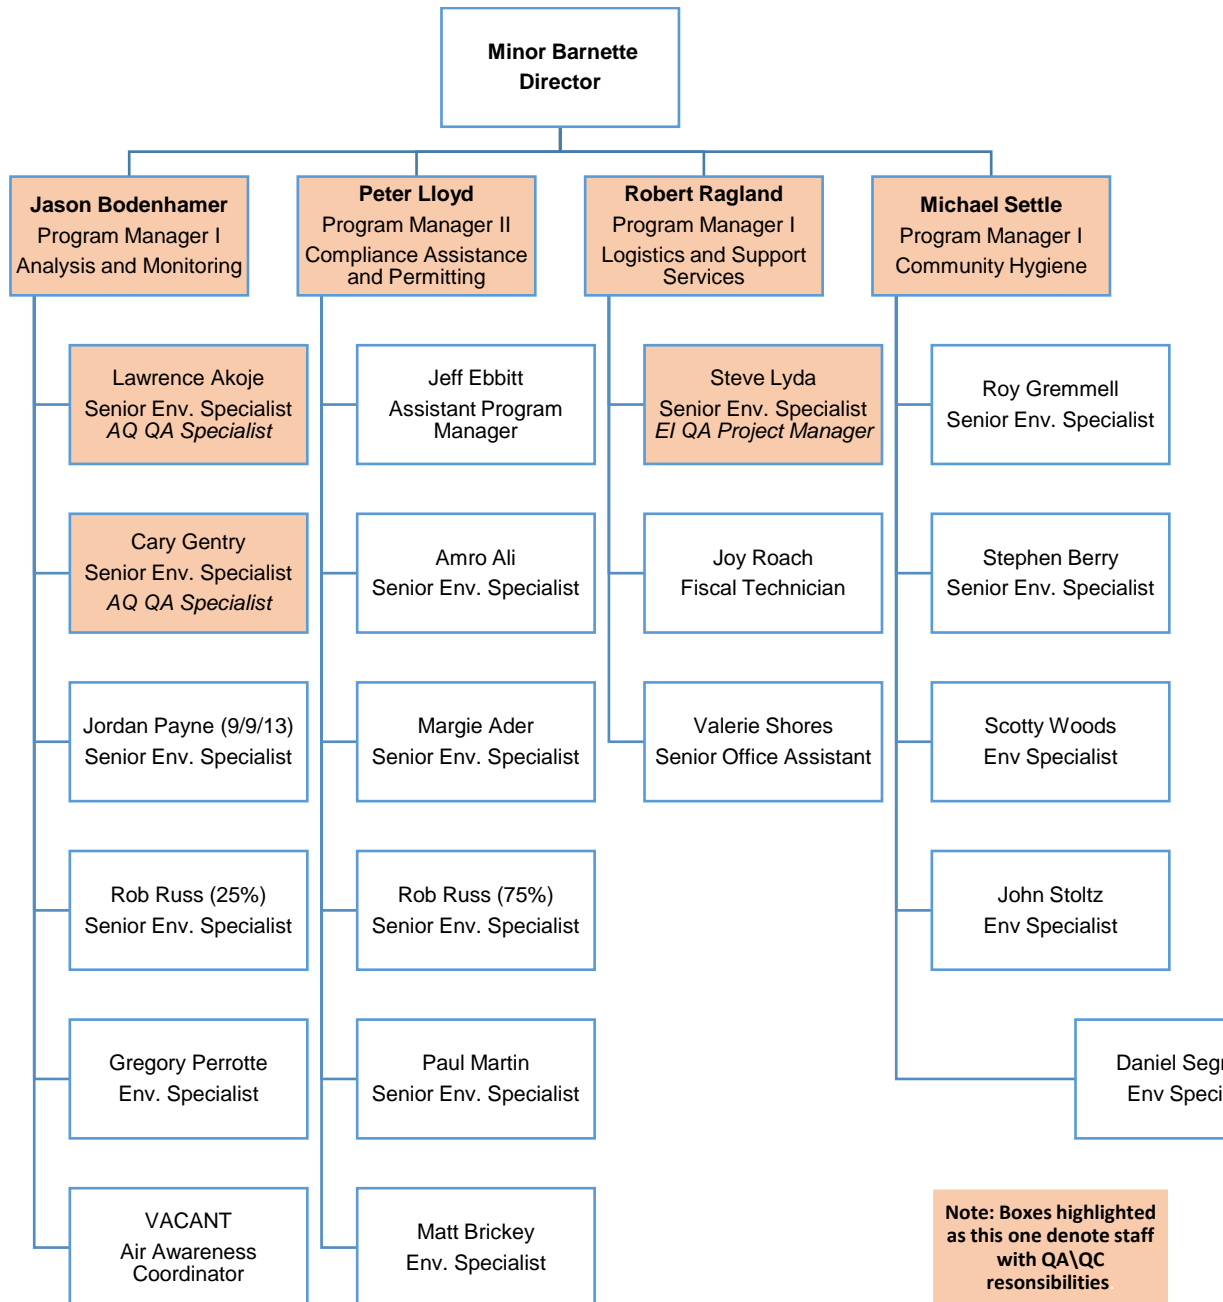 Minor Barnette
Director
Jason Bodenhamer
Program Manager I
Analysis and Monitoring
Peter Lloyd
Program Manager II
Compliance Assistance
and Permitting
Robert Ragland
Program Manager I
Logistics and Support
Services
Michael Settle
Program Manager I
Community Hygiene
Lawrence Akoje
Senior Env. Specialist
AQ QA Specialist
Cary Gentry
Senior Env. Specialist
AQ QA Specialist
Jordan Payne (9/9/13)
Senior Env. Specialist
Rob Russ (25%)
Senior Env. Specialist
Gregory Perrotte
Env. Specialist
VACANT
Air Awareness
Coordinator
Jeff Ebbitt
Assistant Program
Manager
Amro Ali
Senior Env. Specialist
Margie Ader
Senior Env. Specialist
Rob Russ (75%)
Senior Env. Specialist
Paul Martin
Senior Env. Specialist
Matt Brickey
Env. Specialist
Steve Lyda
Senior Env. Specialist
EI QA Project Manager
Joy Roach
Fiscal Technician
Valerie Shores
Senior Office Assistant
Roy Gremmell
Senior Env. Specialist
Stephen Berry
Senior Env. Specialist
Scotty Woods
Env Specialist
John Stoltz
Env Specialist
Daniel
Env
Note: Boxes highlighted
as this one denote staff
with QA\QC
resonsibilities